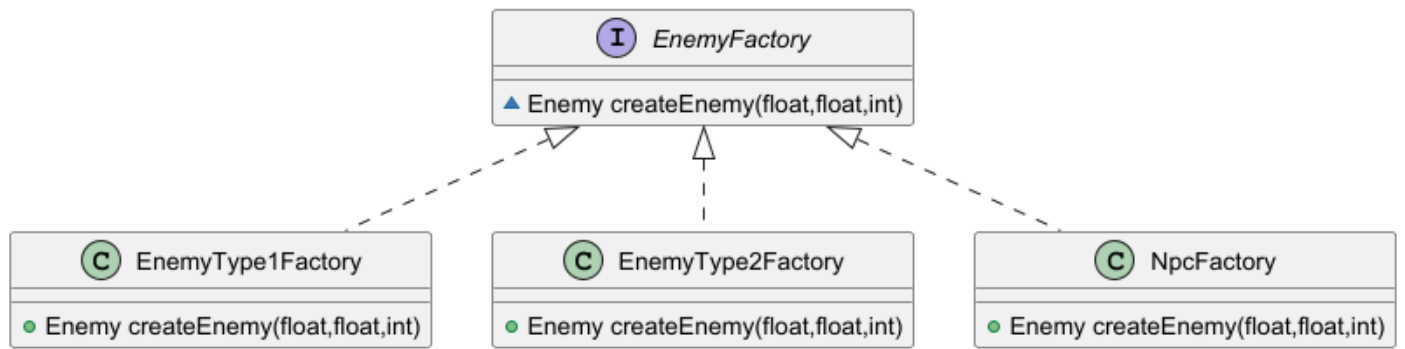 I EnemyFactory
Enemy createEnemy(float,float,int)
C EnemyType1Factory
Enemy createEnemy(float,float,int)
C EnemyType2Factory
Enemy createEnemy(float,float,int)
C NpcFactory
Enemy createEnemy(float,float,int)